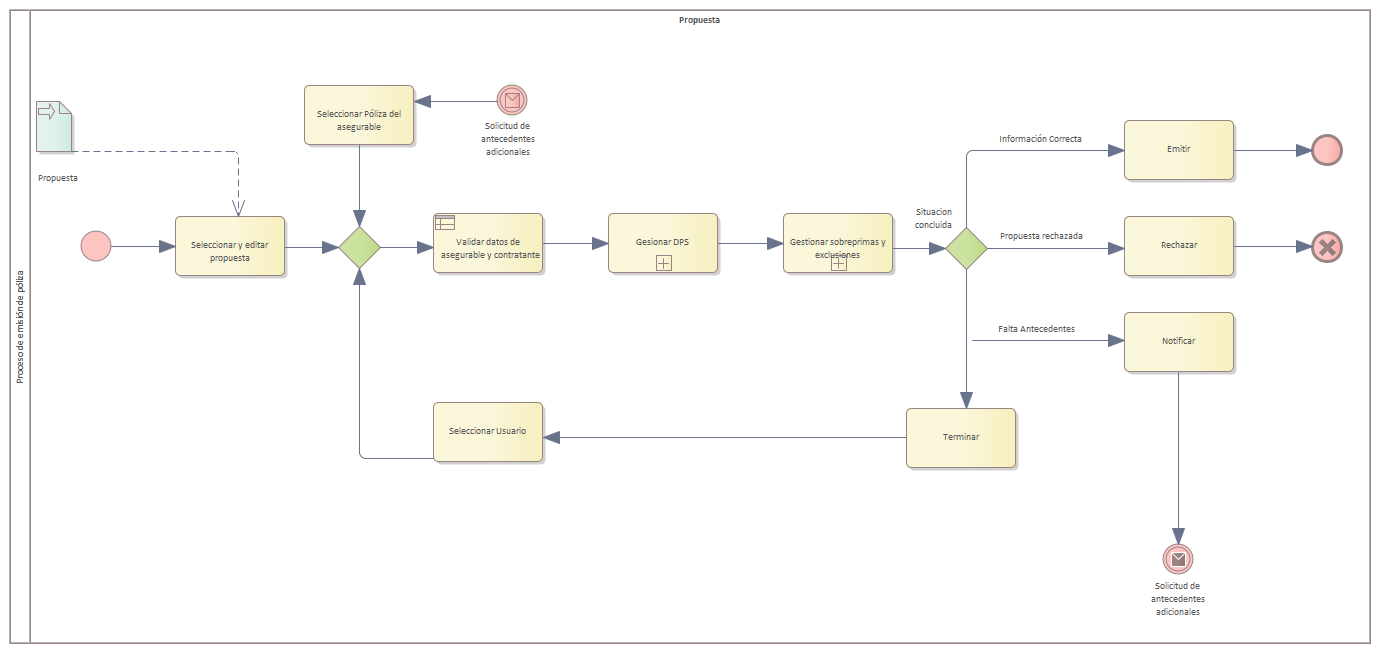 Propuesta
Proceso de emisión de póliza
Propuesta
Seleccionar Póliza del
asegurable
Solicitud de
antecedentes
adicionales
Seleccionar y editar
propuesta
Validar datos de
asegurable y contratante
Gesionar DPS
Gestionar sobreprimas y
exclusiones
Situacion
concluida
Información Correcta
Emitir
Propuesta rechazada
Rechazar
Falta Antecedentes
Notificar
Seleccionar Usuario
Terminar
Solicitud de
antecedentes
adicionales